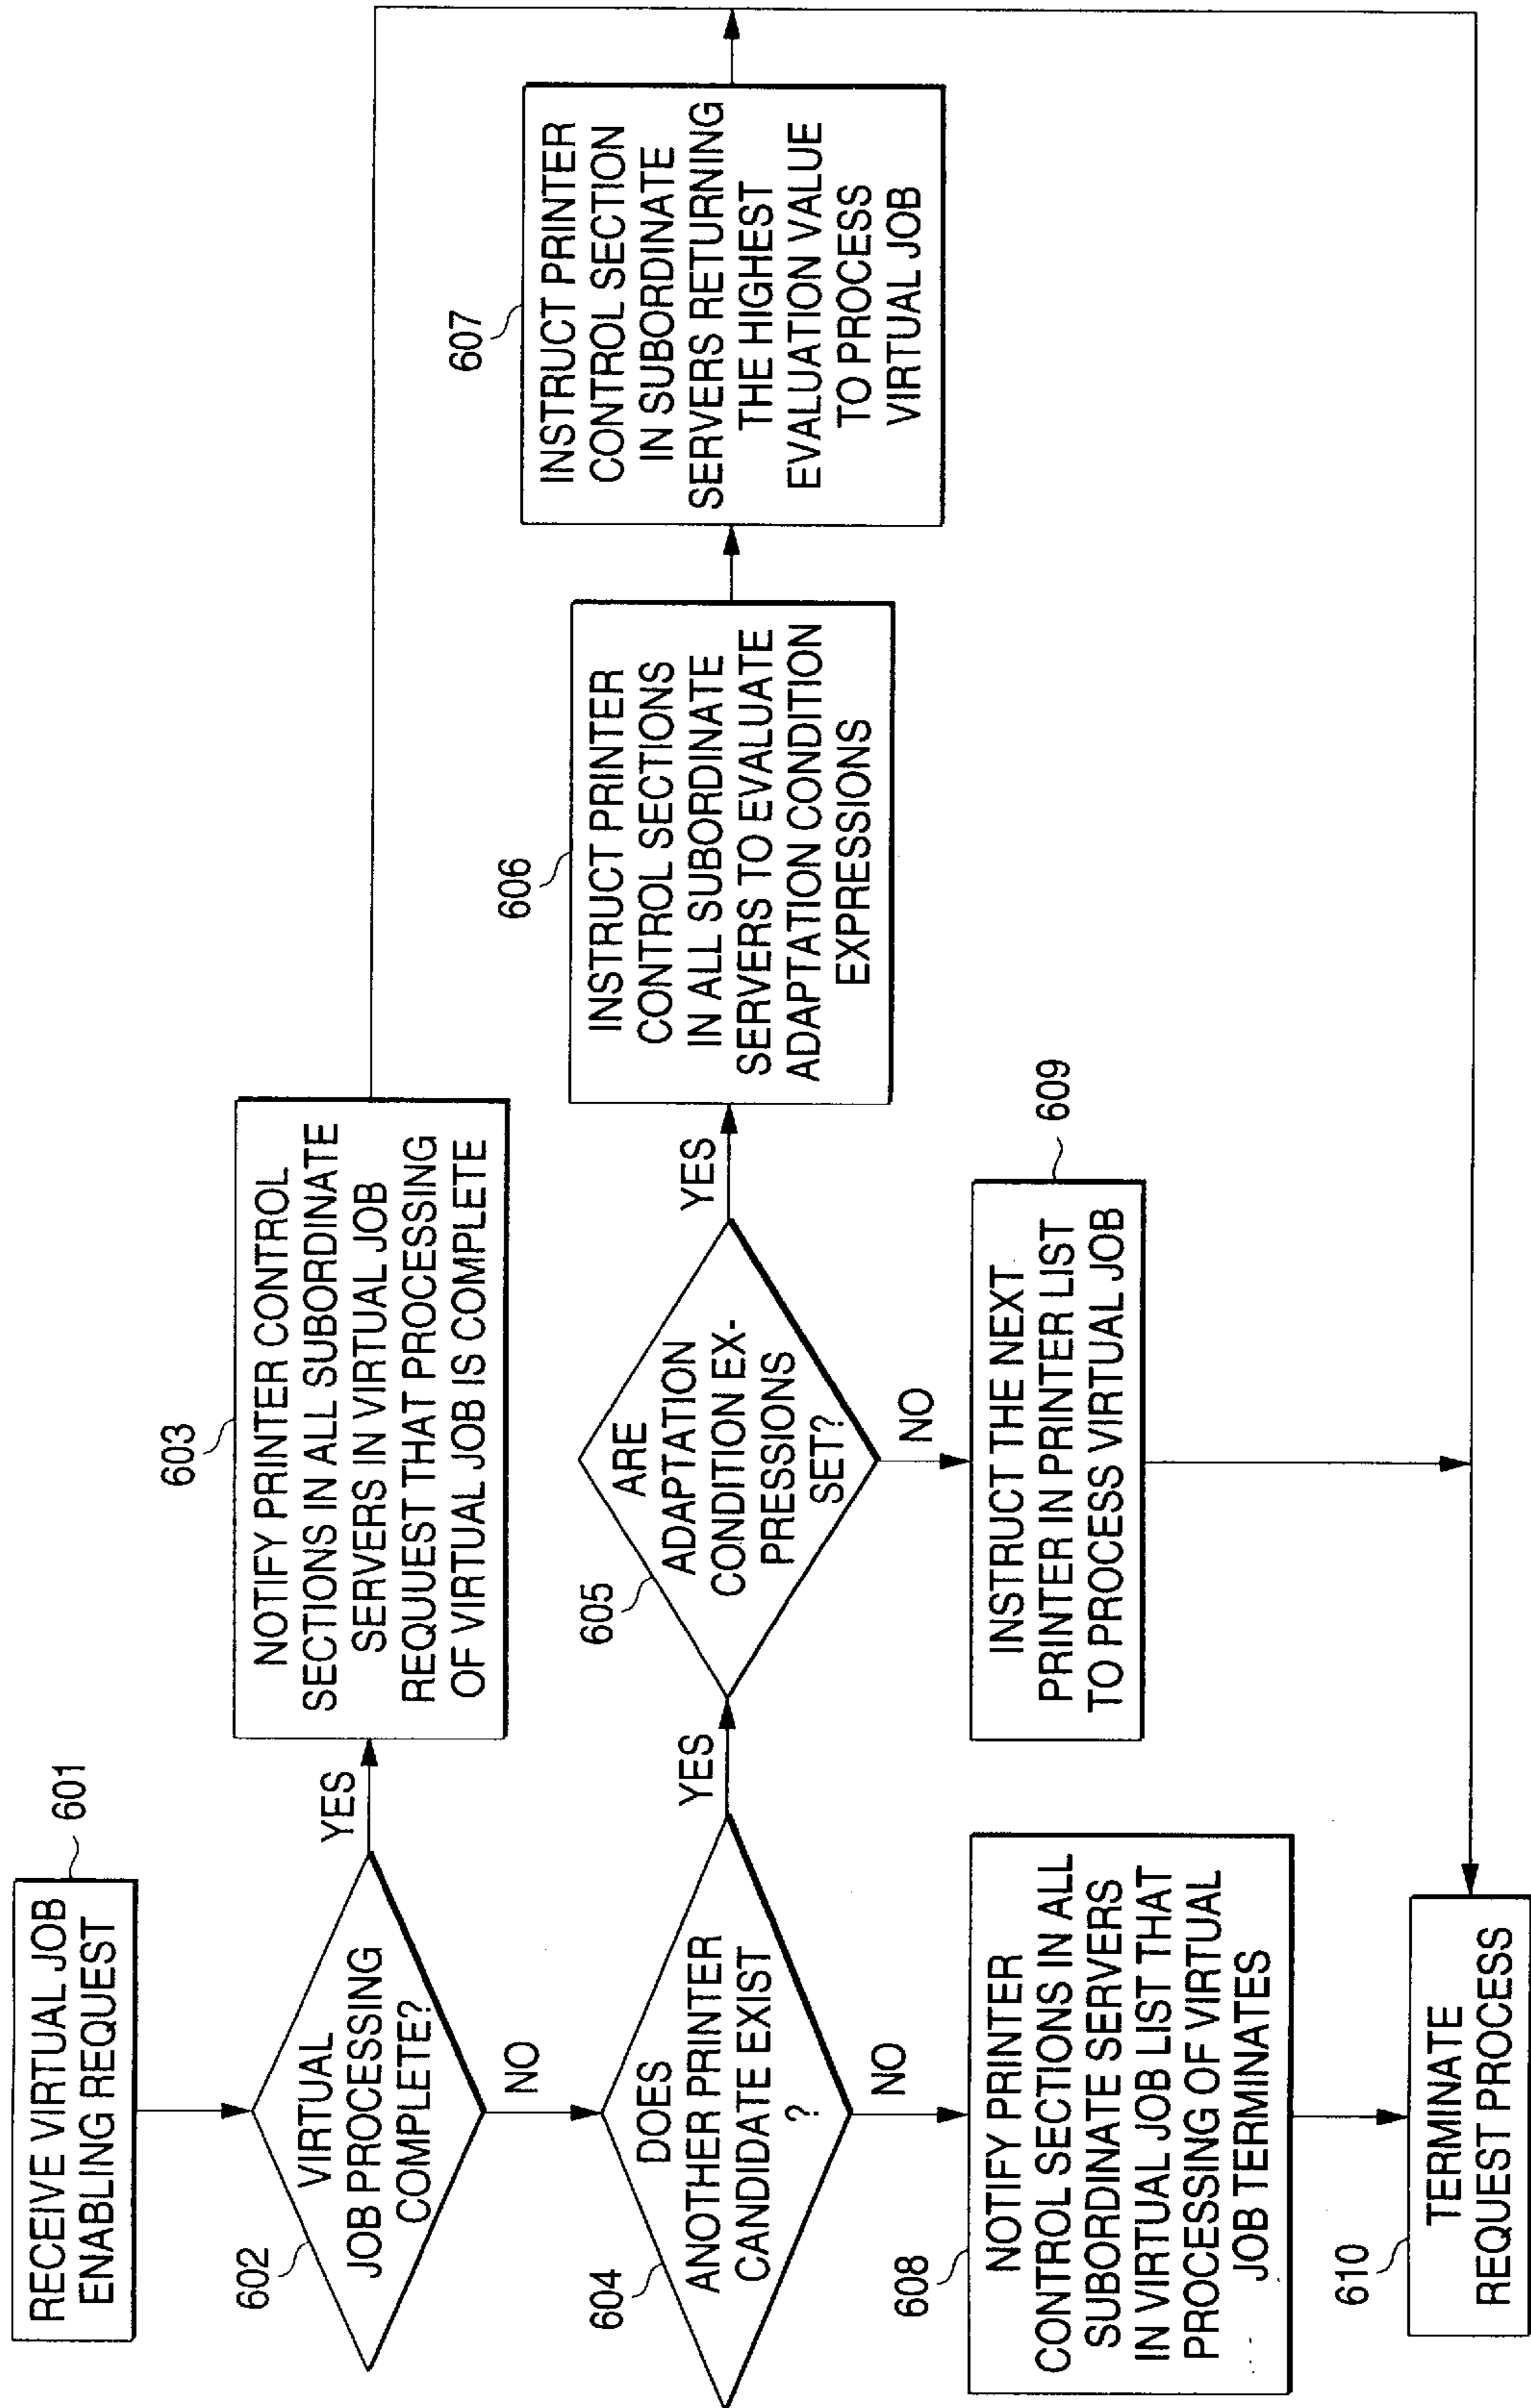 601
RECEIVE VIRTUAL JOB
ENABLING REQUEST
602
VIRTUAL
JOB PROCESSING
COMPLETE?
YES
NO
603
NOTIFY PRINTER CONTROL
SECTIONS IN ALL SUBORDINATE
SERVERS IN VIRTUAL JOB
REQUEST THAT PROCESSING
OF VIRTUAL JOB IS COMPLETE
604
DOES
ANOTHER PRINTER
CANDIDATE EXIST
?
YES
NO
605
ARE
ADAPTATION
CONDITION EX-
PRESSIONS
SET?
YES
NO
606
INSTRUCT PRINTER
CONTROL SECTIONS
IN ALL SUBORDINATE
SERVERS TO EVALUATE
ADAPTATION CONDITION
EXPRESSIONS
607
INSTRUCT PRINTER
CONTROL SECTION
IN SUBORDINATE
SERVERS RETURNING
THE HIGHEST
EVALUATION VALUE
TO PROCESS
VIRTUAL JOB
608
NOTIFY PRINTER
CONTROL SECTIONS IN ALL
SUBORDINATE SERVERS
IN VIRTUAL JOB LIST THAT
PROCESSING OF VIRTUAL
JOB TERMINATES
609
INSTRUCT THE NEXT
PRINTER IN PRINTER LIST
TO PROCESS VIRTUAL JOB
610
TERMINATE
REQUEST PROCESS